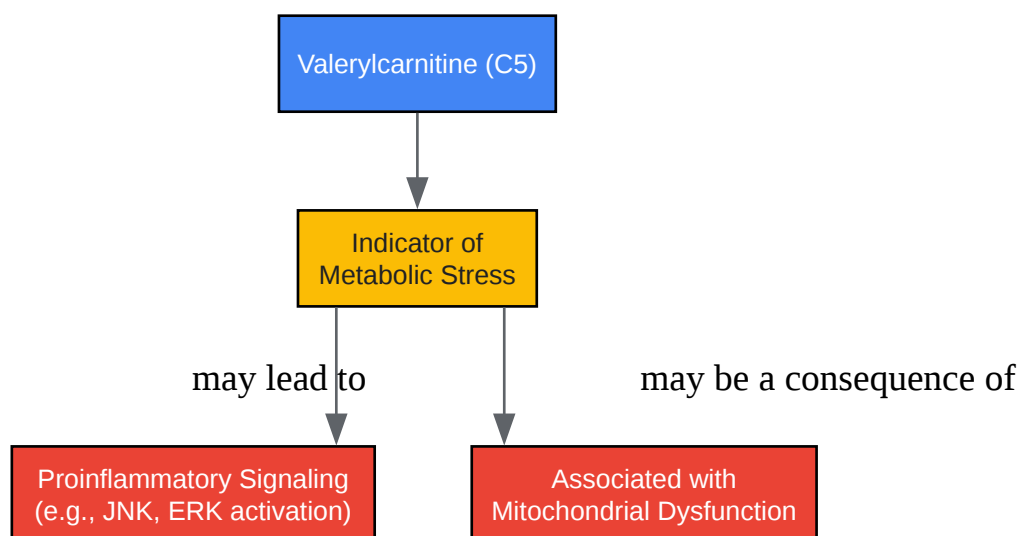 Valerylcarnitine (C5)
Indicator of
Metabolic Stress
may lead to
may be a consequence of
Proinflammatory Signaling
(e.g., JNK, ERK activation)
Associated with
Mitochondrial Dysfunction